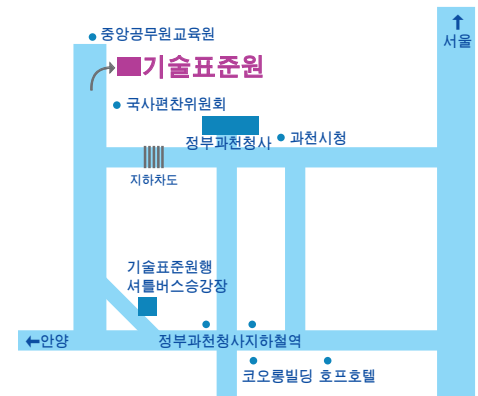 중앙공무원교육원
서울
기술표준원
국사편찬위원회
정부과천청사
과천시청
지하차도
기술표준원행
셔틀버스승강장
안양
정부과천청사지하철역
코오롱빌딩 호프호텔